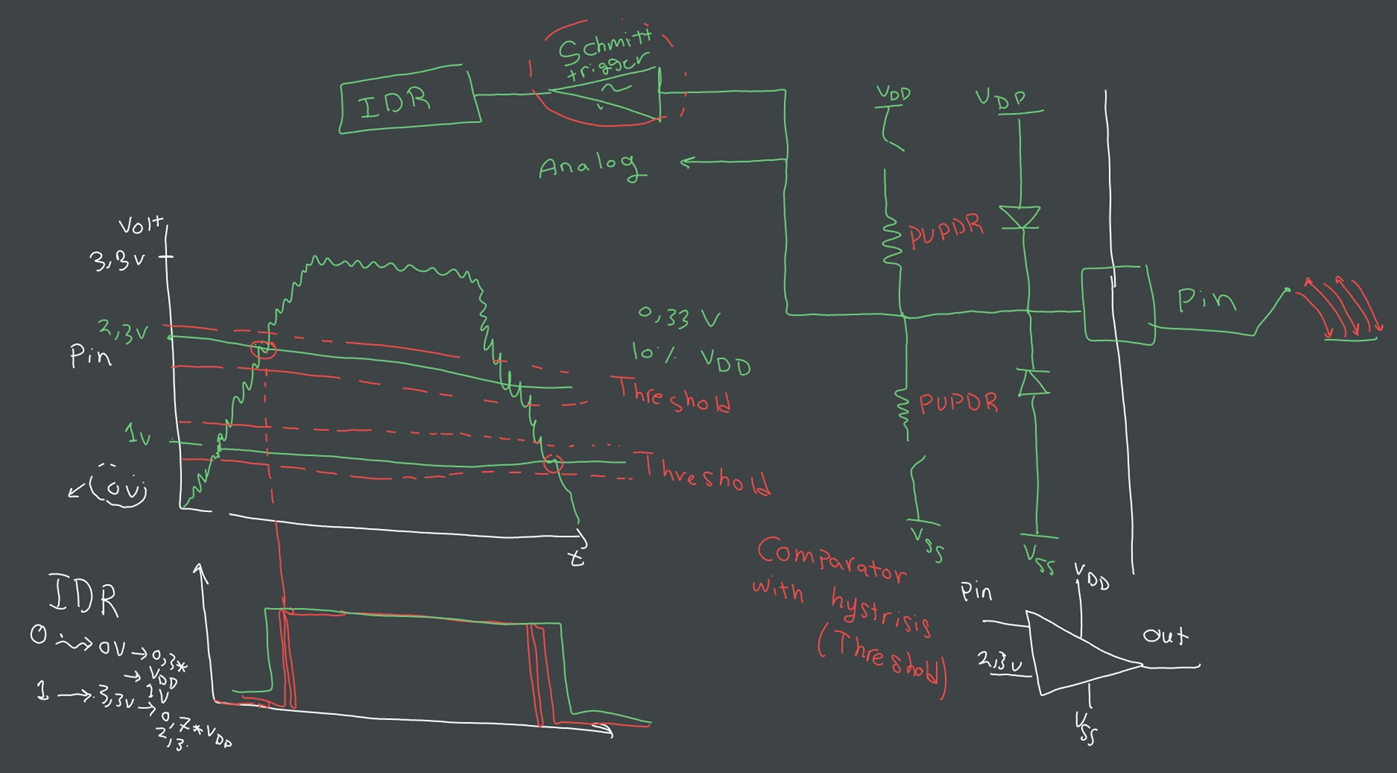 Schmitt
trigger
IDR
Analog
VDD
VDD
PUPDR
PUPDR
Pin
VSS
VSS
Volt
3,3v
2,3v
Pin
1v
0v
t
0,33 V
10% VDD
Threshold
Threshold
IDR
0 → 0V → 0,3*
→ VDD
1V
1 → 3,3V → 0,7*VDD
2,3.
Comparator
with hystrisis
(Threshold)
Pin
2,3v
VDD
out
VSS